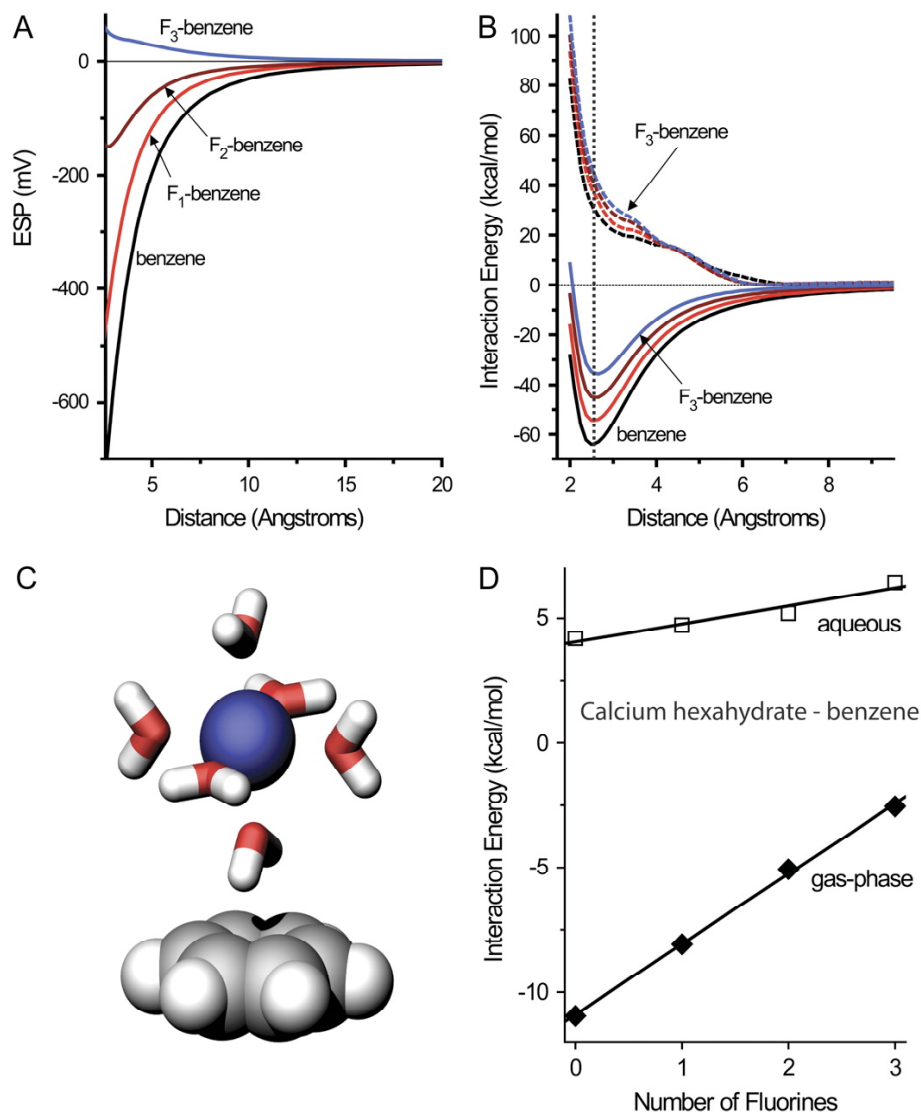 A
F3-benzene
0
-200
-400
-600
ESP (mV)
F2-benzene
F1-benzene
benzene
5
10
15
20
Distance (Angstroms)
B
100
80
60
40
20
0
-20
-40
-60
Interaction Energy (kcal/mol)
F3-benzene
F3-benzene
benzene
2
4
6
8
Distance (Angstroms)
C
D
5
0
-5
-10
Interaction Energy (kcal/mol)
aqueous
Calcium hexahydrate - benzene
gas-phase
0
1
2
3
Number of Fluorines